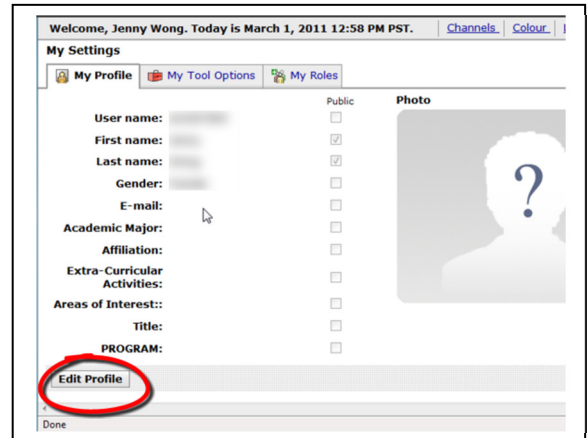 Welcome, Jenny Wong. Today is March 1, 2011 12:58 PM PST. Channels Colour
My Settings
My Profile My Tool Options My Roles
Public Photo
User name:
First name:
Last name:
Gender:
E-mail:
Academic Major:
Affiliation:
Extra-Curricular
Activities:
Areas of Interest::
Title:
PROGRAM:
?
Edit Profile
Done